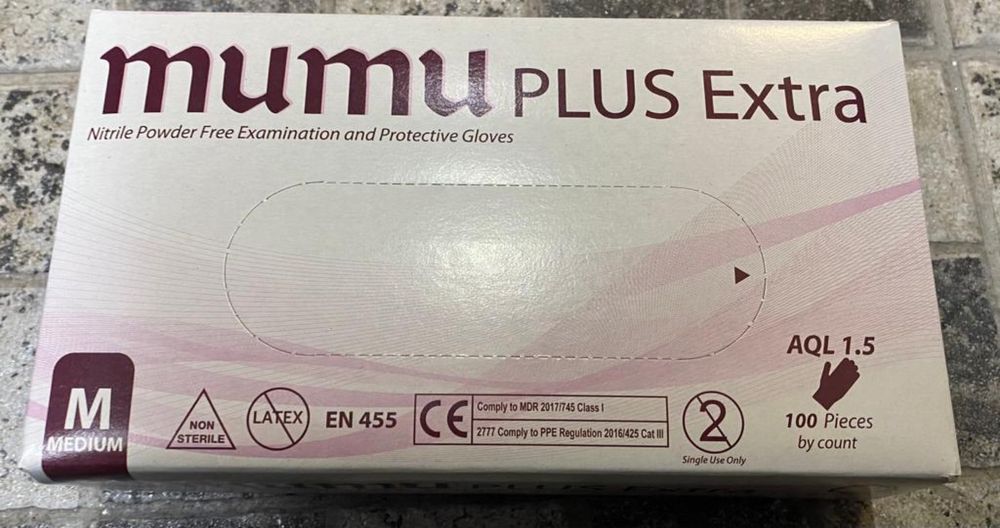 mumu PLUS Extra
Nitrile Powder Free Examination and Protective Gloves
AQL 1.5
M
MEDIUM
NON
STERILE
LATEX
EN 455
CE
Comply to MDR 2017/745 Class I
2777 Comply to PPE Regulation 2016/425 Cat III
2
Single Use Only
100 Pieces
by count
PLUS Extra